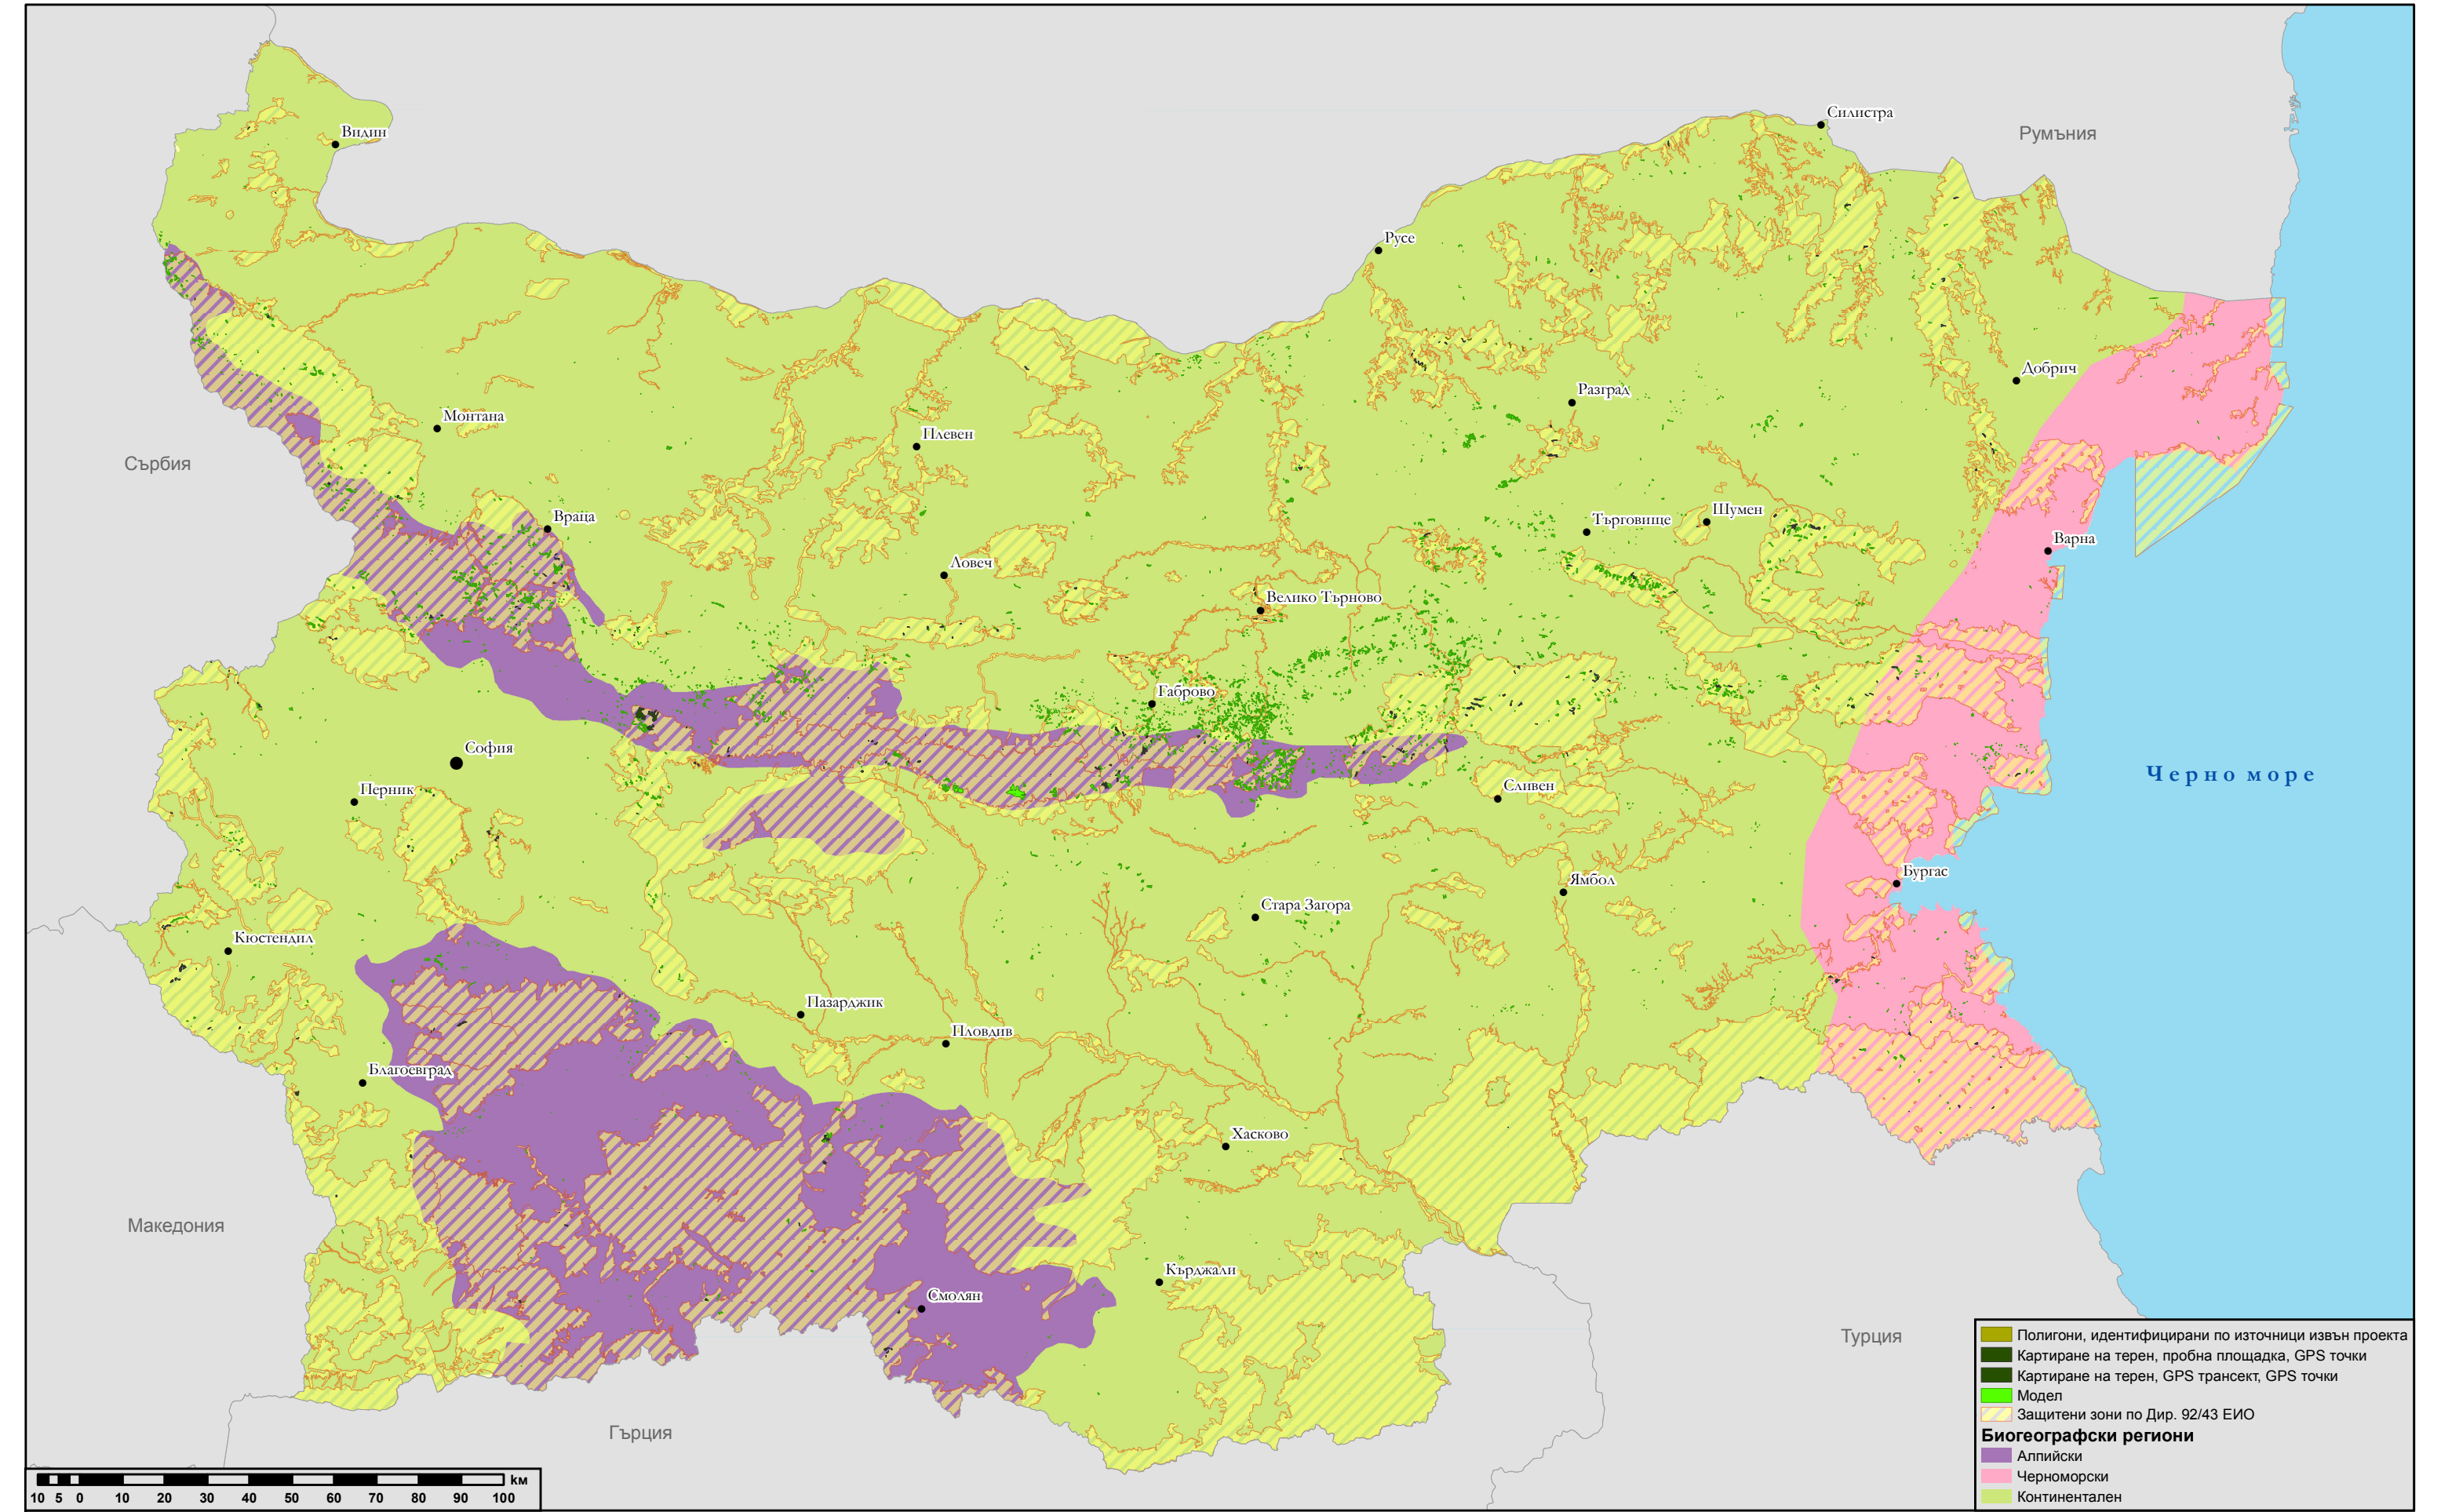 Видин
Силистра
Румъния
Русе
Добрич
Разград
Монтана
Плевен
Сърбия
Враца
Търговище
Шумен
Варна
Ловеч
Велико Търново
Габрово
София
Черно море
Перник
Сливен
Бургас
Ямбол
Стара Загора
Кюстендил
Пазарджик
Пловдив
Благоевград
Хасково
Македония
Кърджали
Смолян
Турция
Гърция
Полигони, идентифицирани по източници извън проекта
Картиране на терен, пробна площадка, GPS точки
Картиране на терен, GPS трансект, GPS точки
Модел
Защитени зони по Дир. 92/43 ЕИО
Биогеографски региони
Алпийски
Черноморски
Континентален
км
10 5 0 10 20 30 40 50 60 70 80 90 100